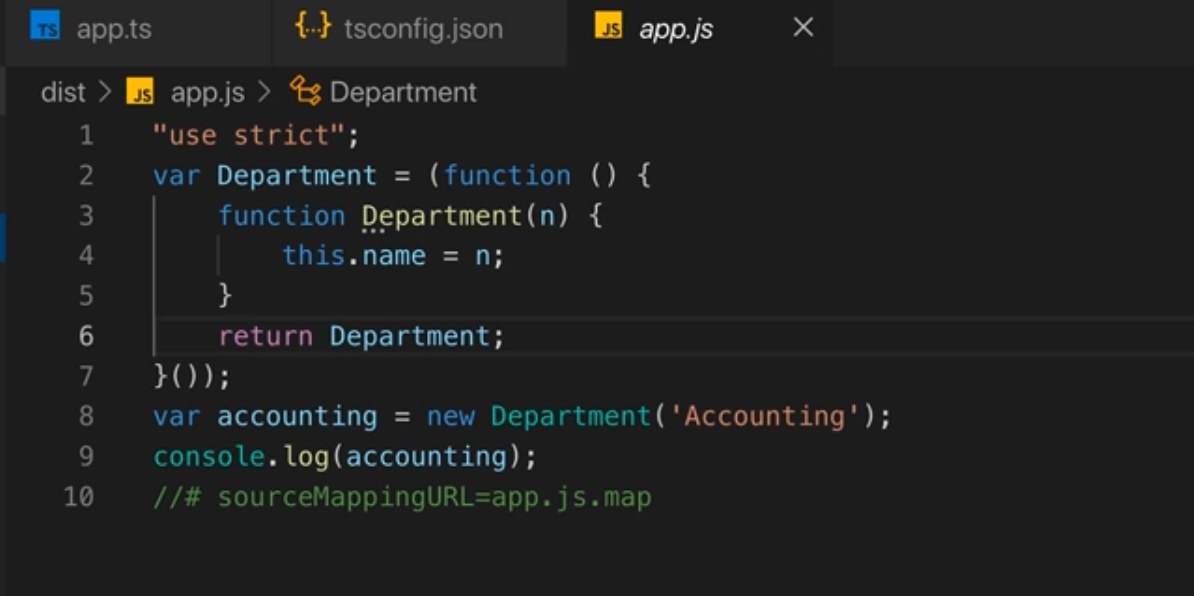 TS app.ts {...} tsconfig.json JS app.js ×
dist > JS app.js > Department
1 "use strict";
2 var Department = (function () {
3     function Department(n) {
4         this.name = n;
5     }
6     return Department;
7 }());
8 var accounting = new Department('Accounting');
9 console.log(accounting);
10 //# sourceMappingURL=app.js.map